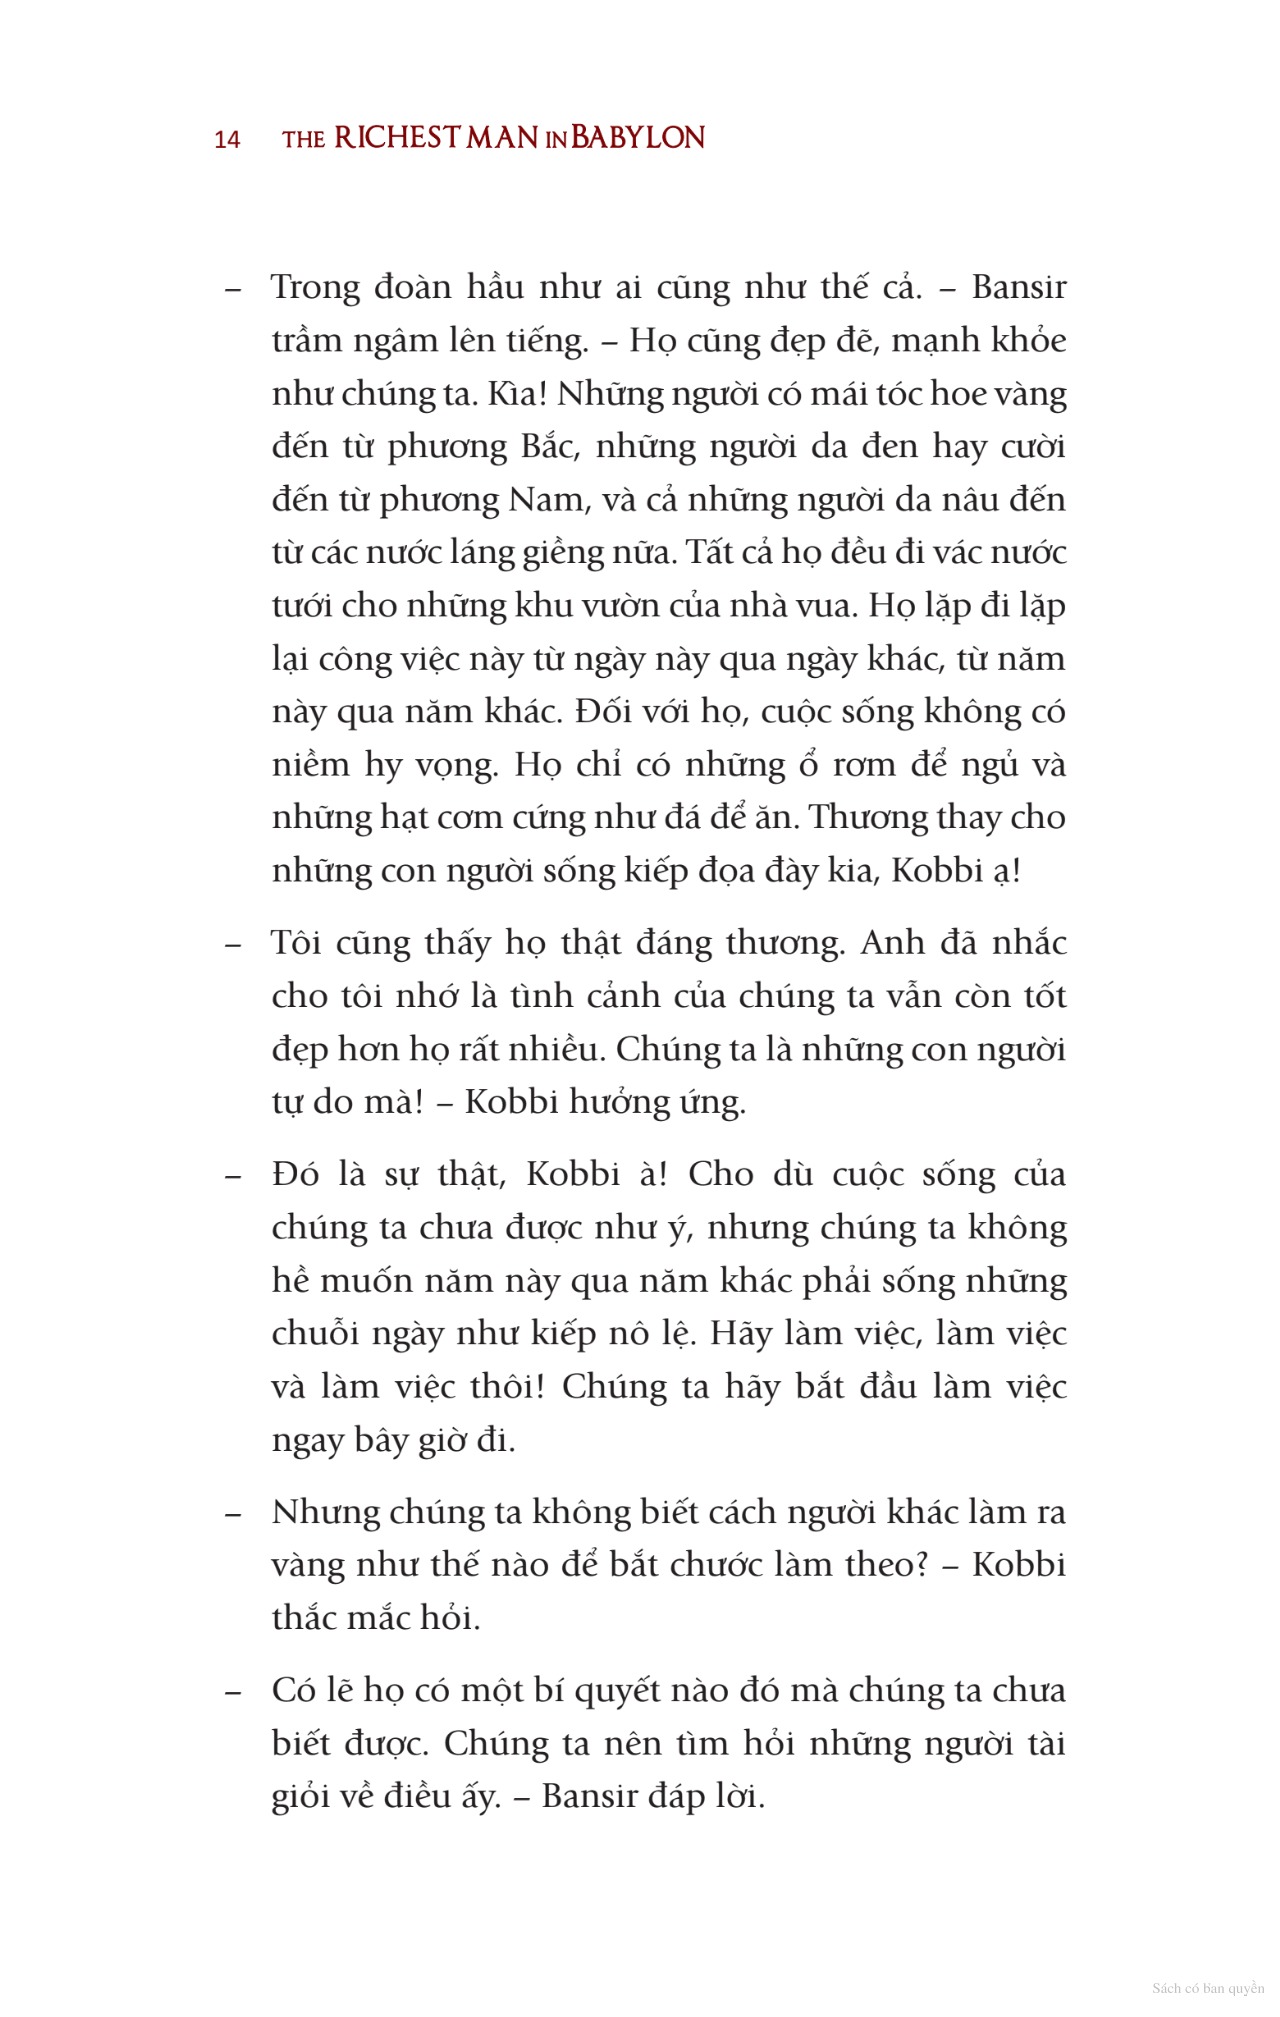 14 THE RICHEST MAN IN BABYLON
– Trong đoàn hầu như ai cũng như thế cả. – Bansir
trầm ngâm lên tiếng. – Họ cũng đẹp đẽ, mạnh khỏe
như chúng ta. Kìa! Những người có mái tóc hoe vàng
đến từ phương Bắc, những người da đen hay cười
đến từ phương Nam, và cả những người da nâu đến
từ các nước láng giềng nữa. Tất cả họ đều đi vác nước
tưới cho những khu vườn của nhà vua. Họ lặp đi lặp
lại công việc này từ ngày này qua ngày khác, từ năm
này qua năm khác. Đối với họ, cuộc sống không có
niềm hy vọng. Họ chỉ có những ổ rơm để ngủ và
những hạt cơm cứng như đá để ăn. Thương thay cho
những con người sống kiếp đọa đày kia, Kobbi ạ!
– Tôi cũng thấy họ thật đáng thương. Anh đã nhắc
cho tôi nhớ là tình cảnh của chúng ta vẫn còn tốt
đẹp hơn họ rất nhiều. Chúng ta là những con người
tự do mà! – Kobbi hưởng ứng.
– Đó là sự thật, Kobbi à! Cho dù cuộc sống của
chúng ta chưa được như ý, nhưng chúng ta không
hề muốn năm này qua năm khác phải sống những
chuỗi ngày như kiếp nô lệ. Hãy làm việc, làm việc
và làm việc thôi! Chúng ta hãy bắt đầu làm việc
ngay bây giờ đi.
– Nhưng chúng ta không biết cách người khác làm ra
vàng như thế nào để bắt chước làm theo? – Kobbi
thắc mắc hỏi.
– Có lẽ họ có một bí quyết nào đó mà chúng ta chưa
biết được. Chúng ta nên tìm hỏi những người tài
giỏi về điều ấy. – Bansir đáp lời.
Sách có bản quyền